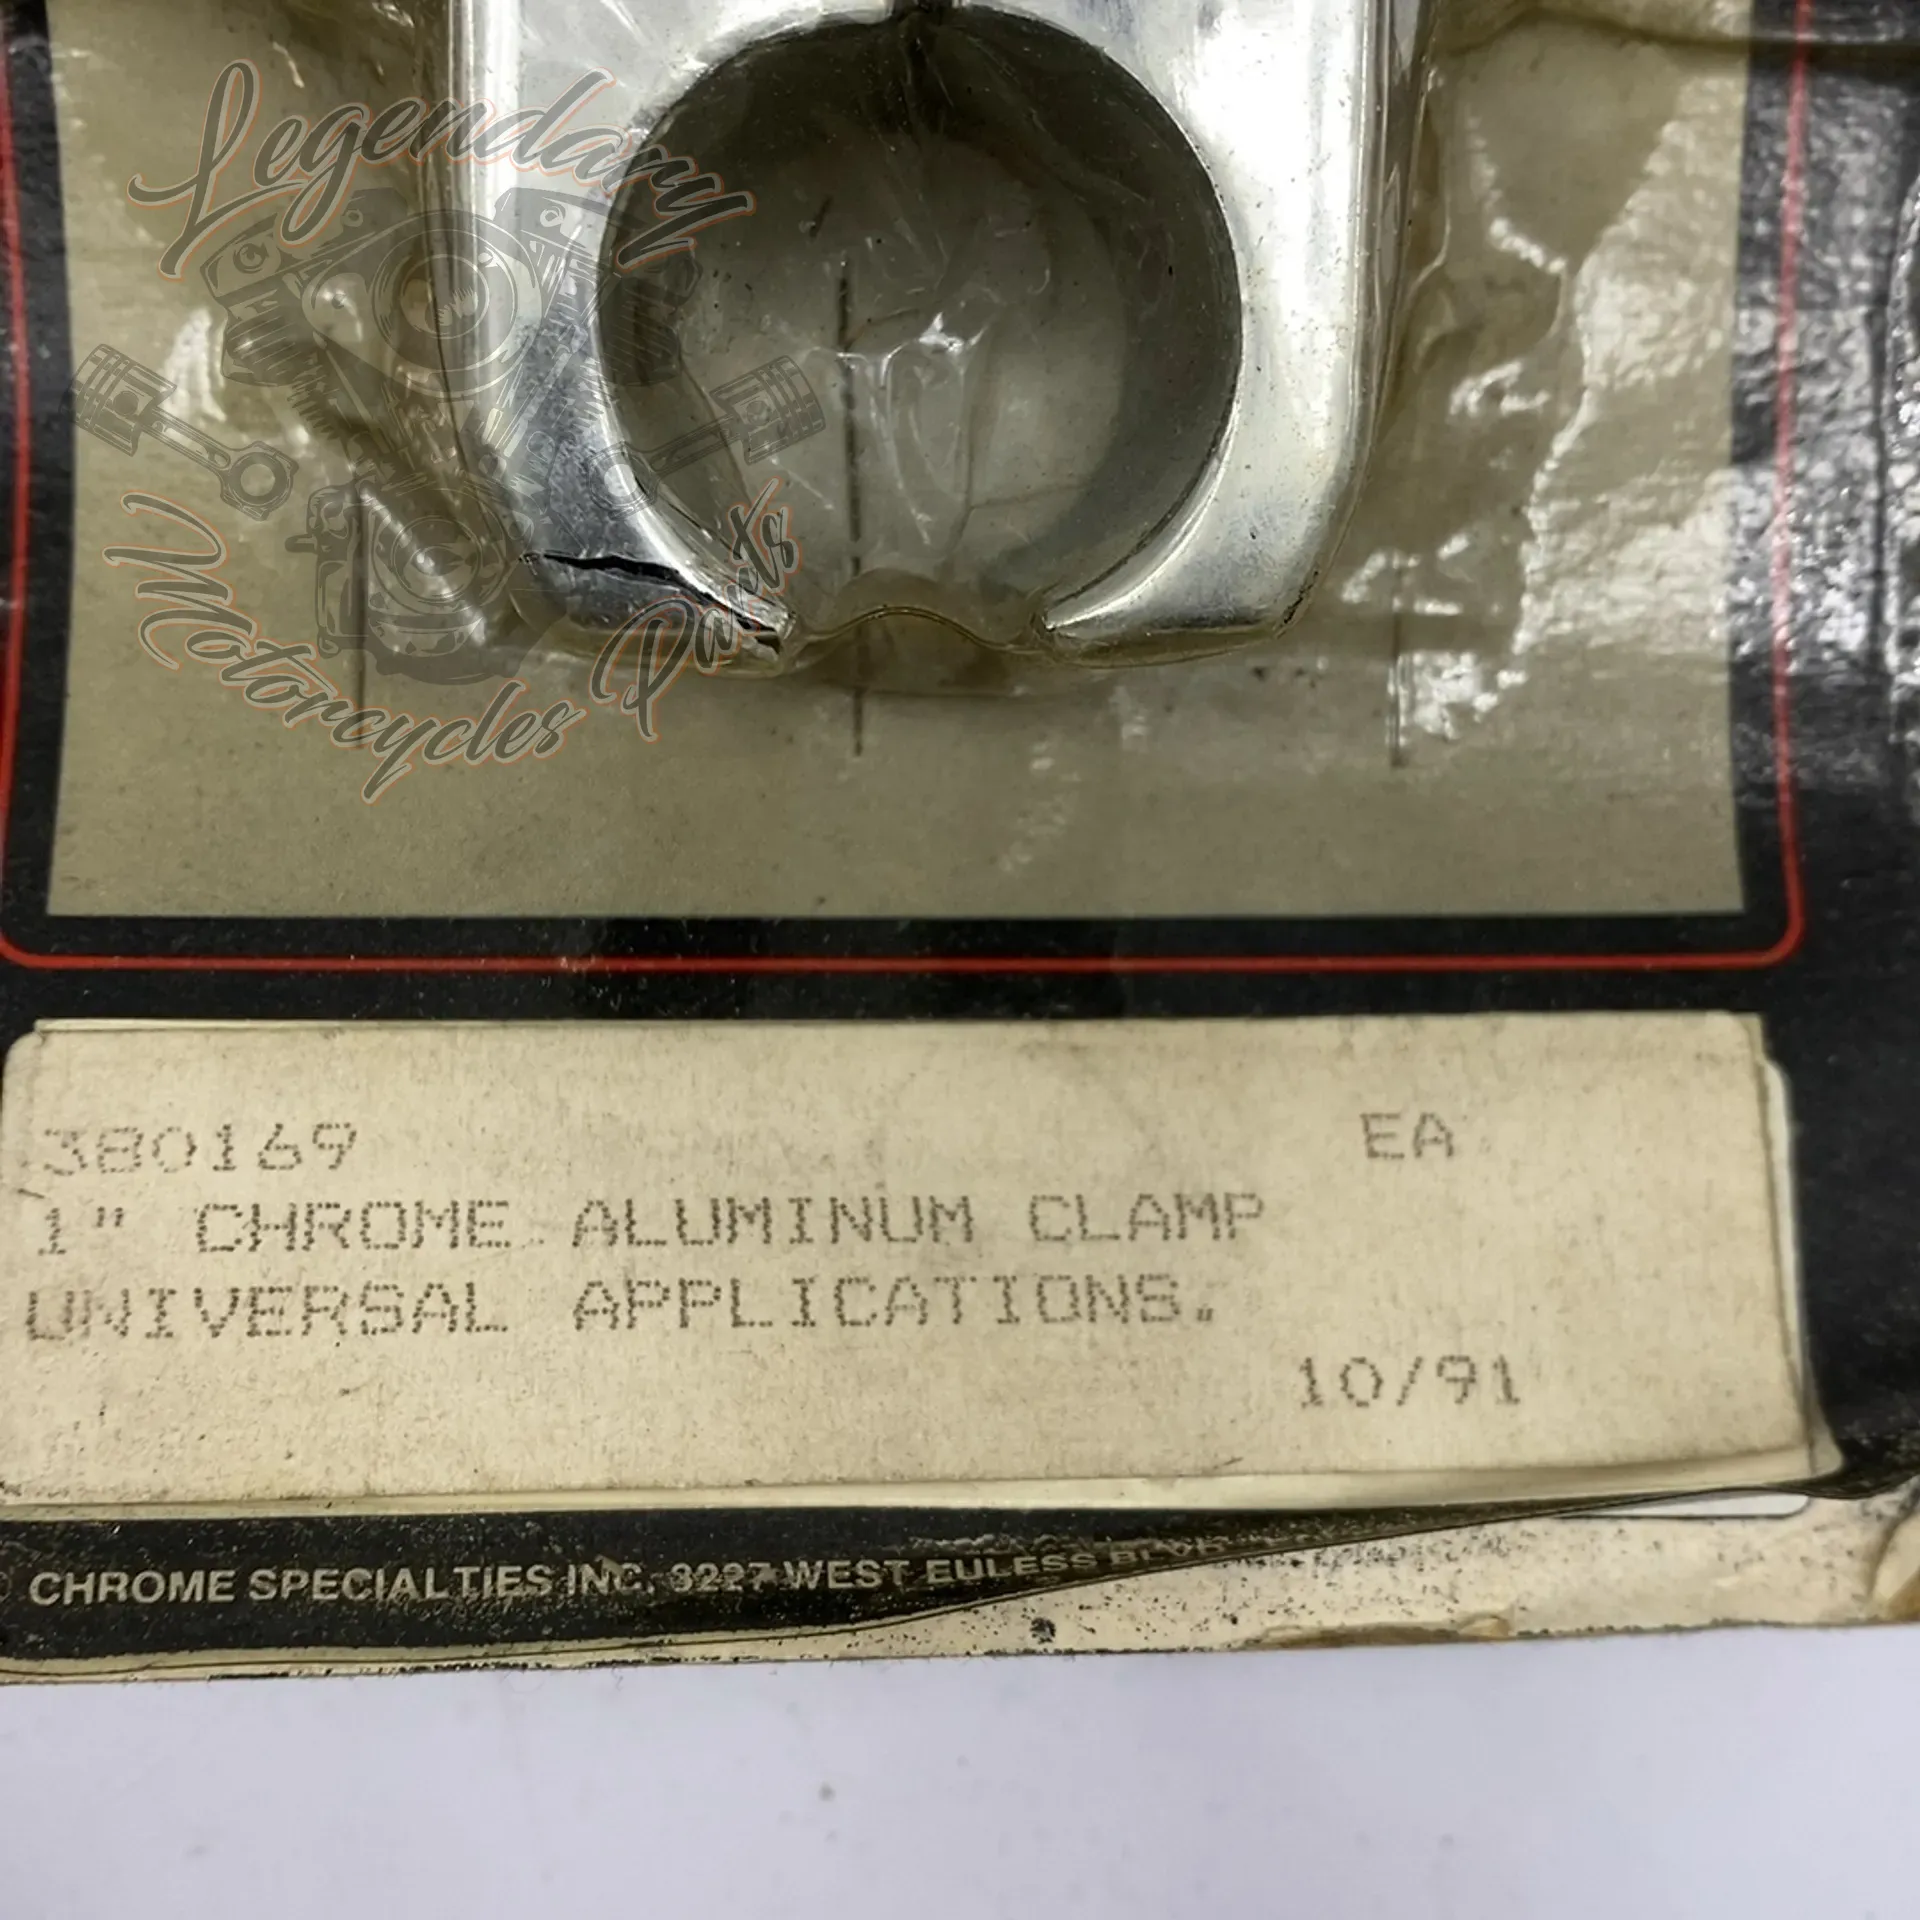 Legendary
Motorcycles Parts
380169 EA
1" CHROME ALUMINUM CLAMP
UNIVERSAL APPLICATIONS.
10/91
CHROME SPECIALTIES INC. 3227 WEST EULESS BLVD